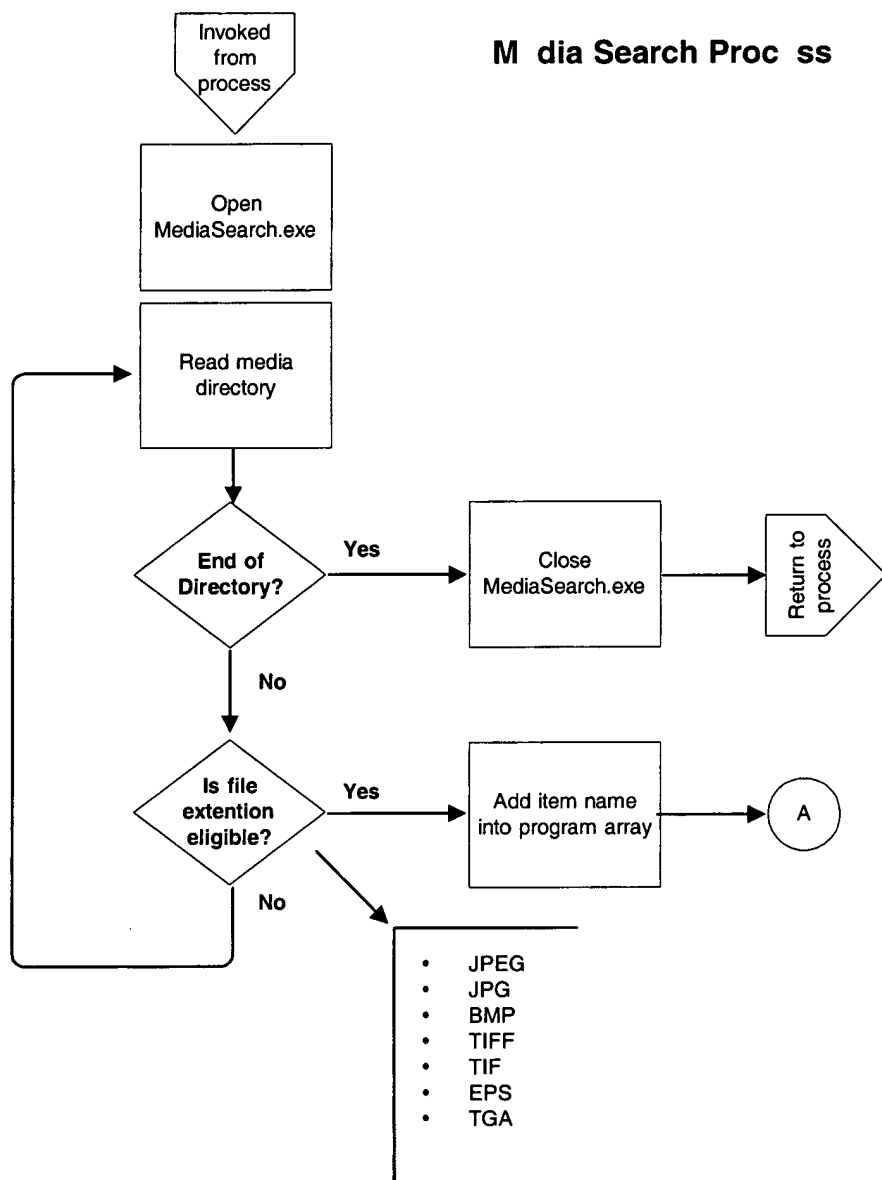 Invoked
from
process
M dia Search Proc ss
Open
MediaSearch.exe
Read media
directory
End of
Directory?
Yes
Close
MediaSearch.exe
Return to
process
No
Is file
extention
eligible?
Yes
Add item name
into program array
A
No
• JPEG
• JPG
• BMP
• TIFF
• TIF
• EPS
• TGA